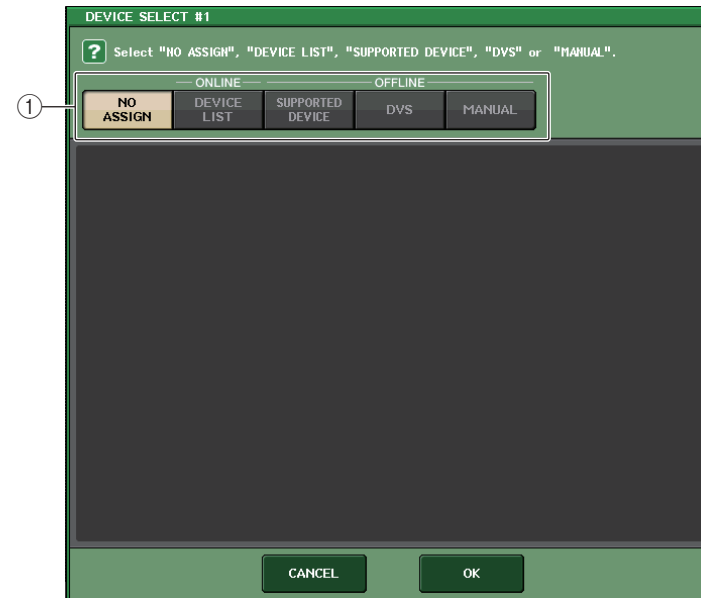 DEVICE SELECT #1
? Select "NO ASSIGN", "DEVICE LIST", "SUPPORTED DEVICE", "DVS" or "MANUAL".
ONLINE OFFLINE
①
NO ASSIGN
DEVICE LIST
SUPPORTED DEVICE
DVS
MANUAL
CANCEL OK